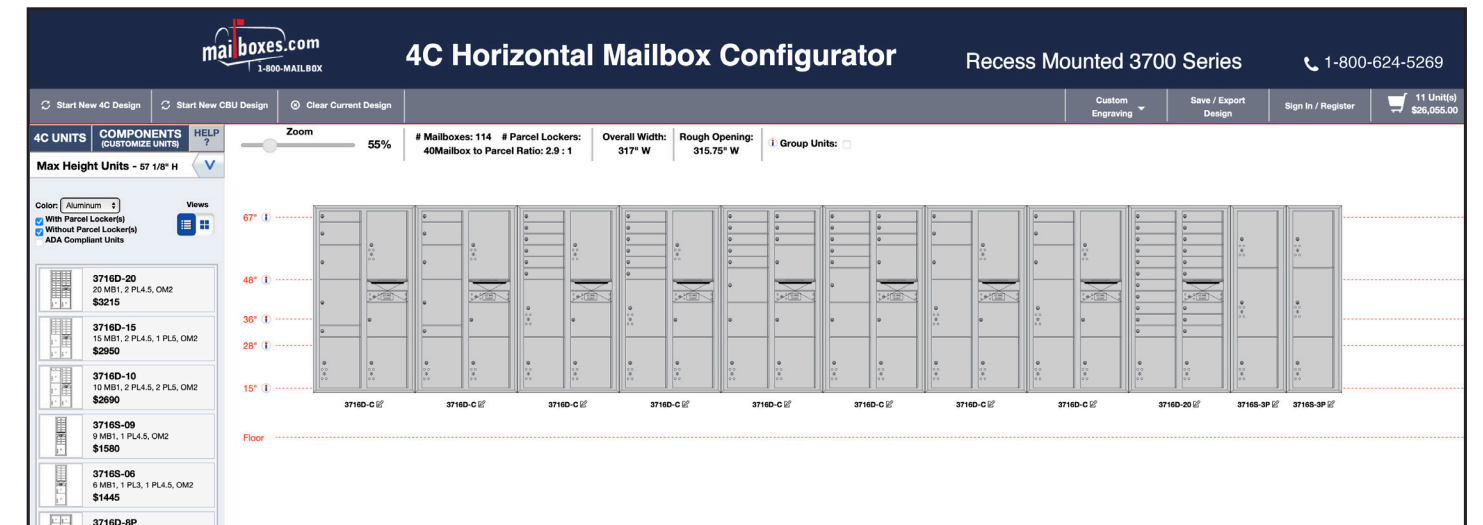 mailboxes.com
1-800-MAILBOX
4C Horizontal Mailbox Configurator
Recess Mounted 3700 Series
1-800-624-5269
Start New 4C Design
Start New CBU Design
Clear Current Design
Custom
Engraving
Save / Export
Design
Sign In / Register
11 Unit(s)
$26,055.00
4C UNITS
COMPONENTS
(CUSTOMIZE UNITS)
HELP
?
Zoom
55%
# Mailboxes: 114 # Parcel Lockers:
40Mailbox to Parcel Ratio: 2.9 : 1
Overall Width:
317" W
Rough Opening:
315.75" W
i Group Units:
Max Height Units - 57 1/8" H
V
Color: Aluminum
Views
With Parcel Locker(s)
Without Parcel Locker(s)
ADA Compliant Units
67" i
48" i
36" i
28" i
15" i
Floor
3716D-C 3716D-C 3716D-C 3716D-C 3716D-C 3716D-C 3716D-C 3716D-C 3716D-20 3716S-3P 3716S-3P
3716D-20
20 MB1, 2 PL4.5, OM2
$3215
3716D-15
15 MB1, 2 PL4.5, 1 PL5, OM2
$2950
3716D-10
10 MB1, 2 PL4.5, 2 PL5, OM2
$2690
3716S-09
9 MB1, 1 PL4.5, OM2
$1580
3716S-06
6 MB1, 1 PL3, 1 PL4.5, OM2
$1445
3716D-8P